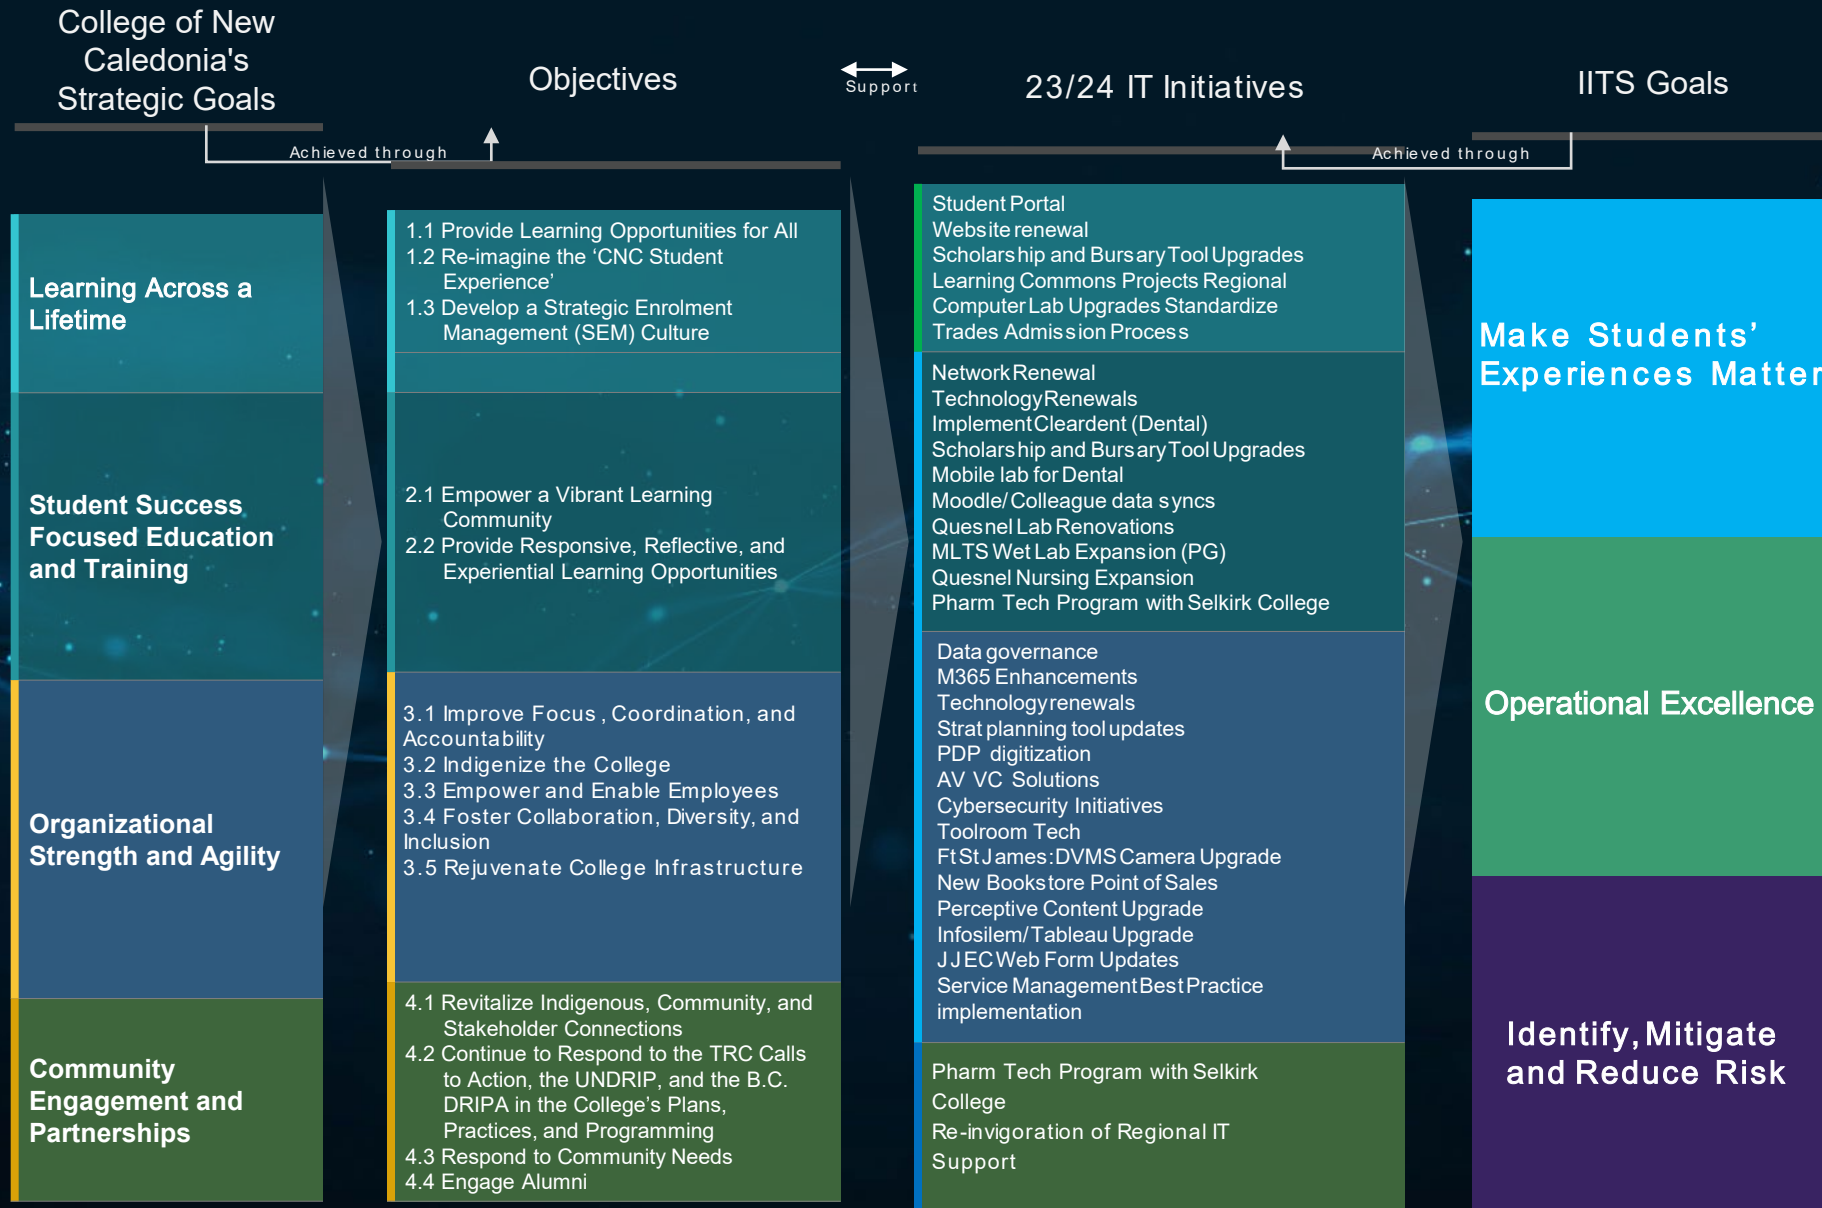 College of New
Caledonia's
Strategic Goals
Objectives
Support
23/24 IT Initiatives
IITS Goals
Achieved through
Achieved through
Learning Across a
Lifetime
Student Success
Focused Education
and Training
Organizational
Strength and Agility
Community
Engagement and
Partnerships
1.1 Provide Learning Opportunities for All
1.2 Re-imagine the ‘CNC Student
Experience’
1.3 Develop a Strategic Enrolment
Management (SEM) Culture
2.1 Empower a Vibrant Learning
Community
2.2 Provide Responsive, Reflective, and
Experiential Learning Opportunities
3.1 Improve Focus, Coordination, and
Accountability
3.2 Indigenize the College
3.3 Empower and Enable Employees
3.4 Foster Collaboration, Diversity, and
Inclusion
3.5 Rejuvenate College Infrastructure
4.1 Revitalize Indigenous, Community, and
Stakeholder Connections
4.2 Continue to Respond to the TRC Calls
to Action, the UNDRIP, and the B.C.
DRIPA in the College’s Plans,
Practices, and Programming
4.3 Respond to Community Needs
4.4 Engage Alumni
Student Portal
Website renewal
Scholarship and Bursary Tool Upgrades
Learning Commons Projects Regional
Computer Lab Upgrades Standardize
Trades Admission Process
Network Renewal
Technology Renewals
Implement Cleardent (Dental)
Scholarship and Bursary Tool Upgrades
Mobile lab for Dental
Moodle/Colleague data syncs
Quesnel Lab Renovations
MLTS Wet Lab Expansion (PG)
Quesnel Nursing Expansion
Pharm Tech Program with Selkirk College
Data governance
M365 Enhancements
Technology renewals
Strat planning tool updates
PDP digitization
AV VC Solutions
Cybersecurity Initiatives
Toolroom Tech
Ft St James: DVMS Camera Upgrade
New Bookstore Point of Sales
Perceptive Content Upgrade
Infosilem/Tableau Upgrade
JJEC Web Form Updates
Service Management Best Practice
implementation
Pharm Tech Program with Selkirk
College
Re-invigoration of Regional IT
Support
Make Students’
Experiences Matter
Operational Excellence
Identify, Mitigate
and Reduce Risk